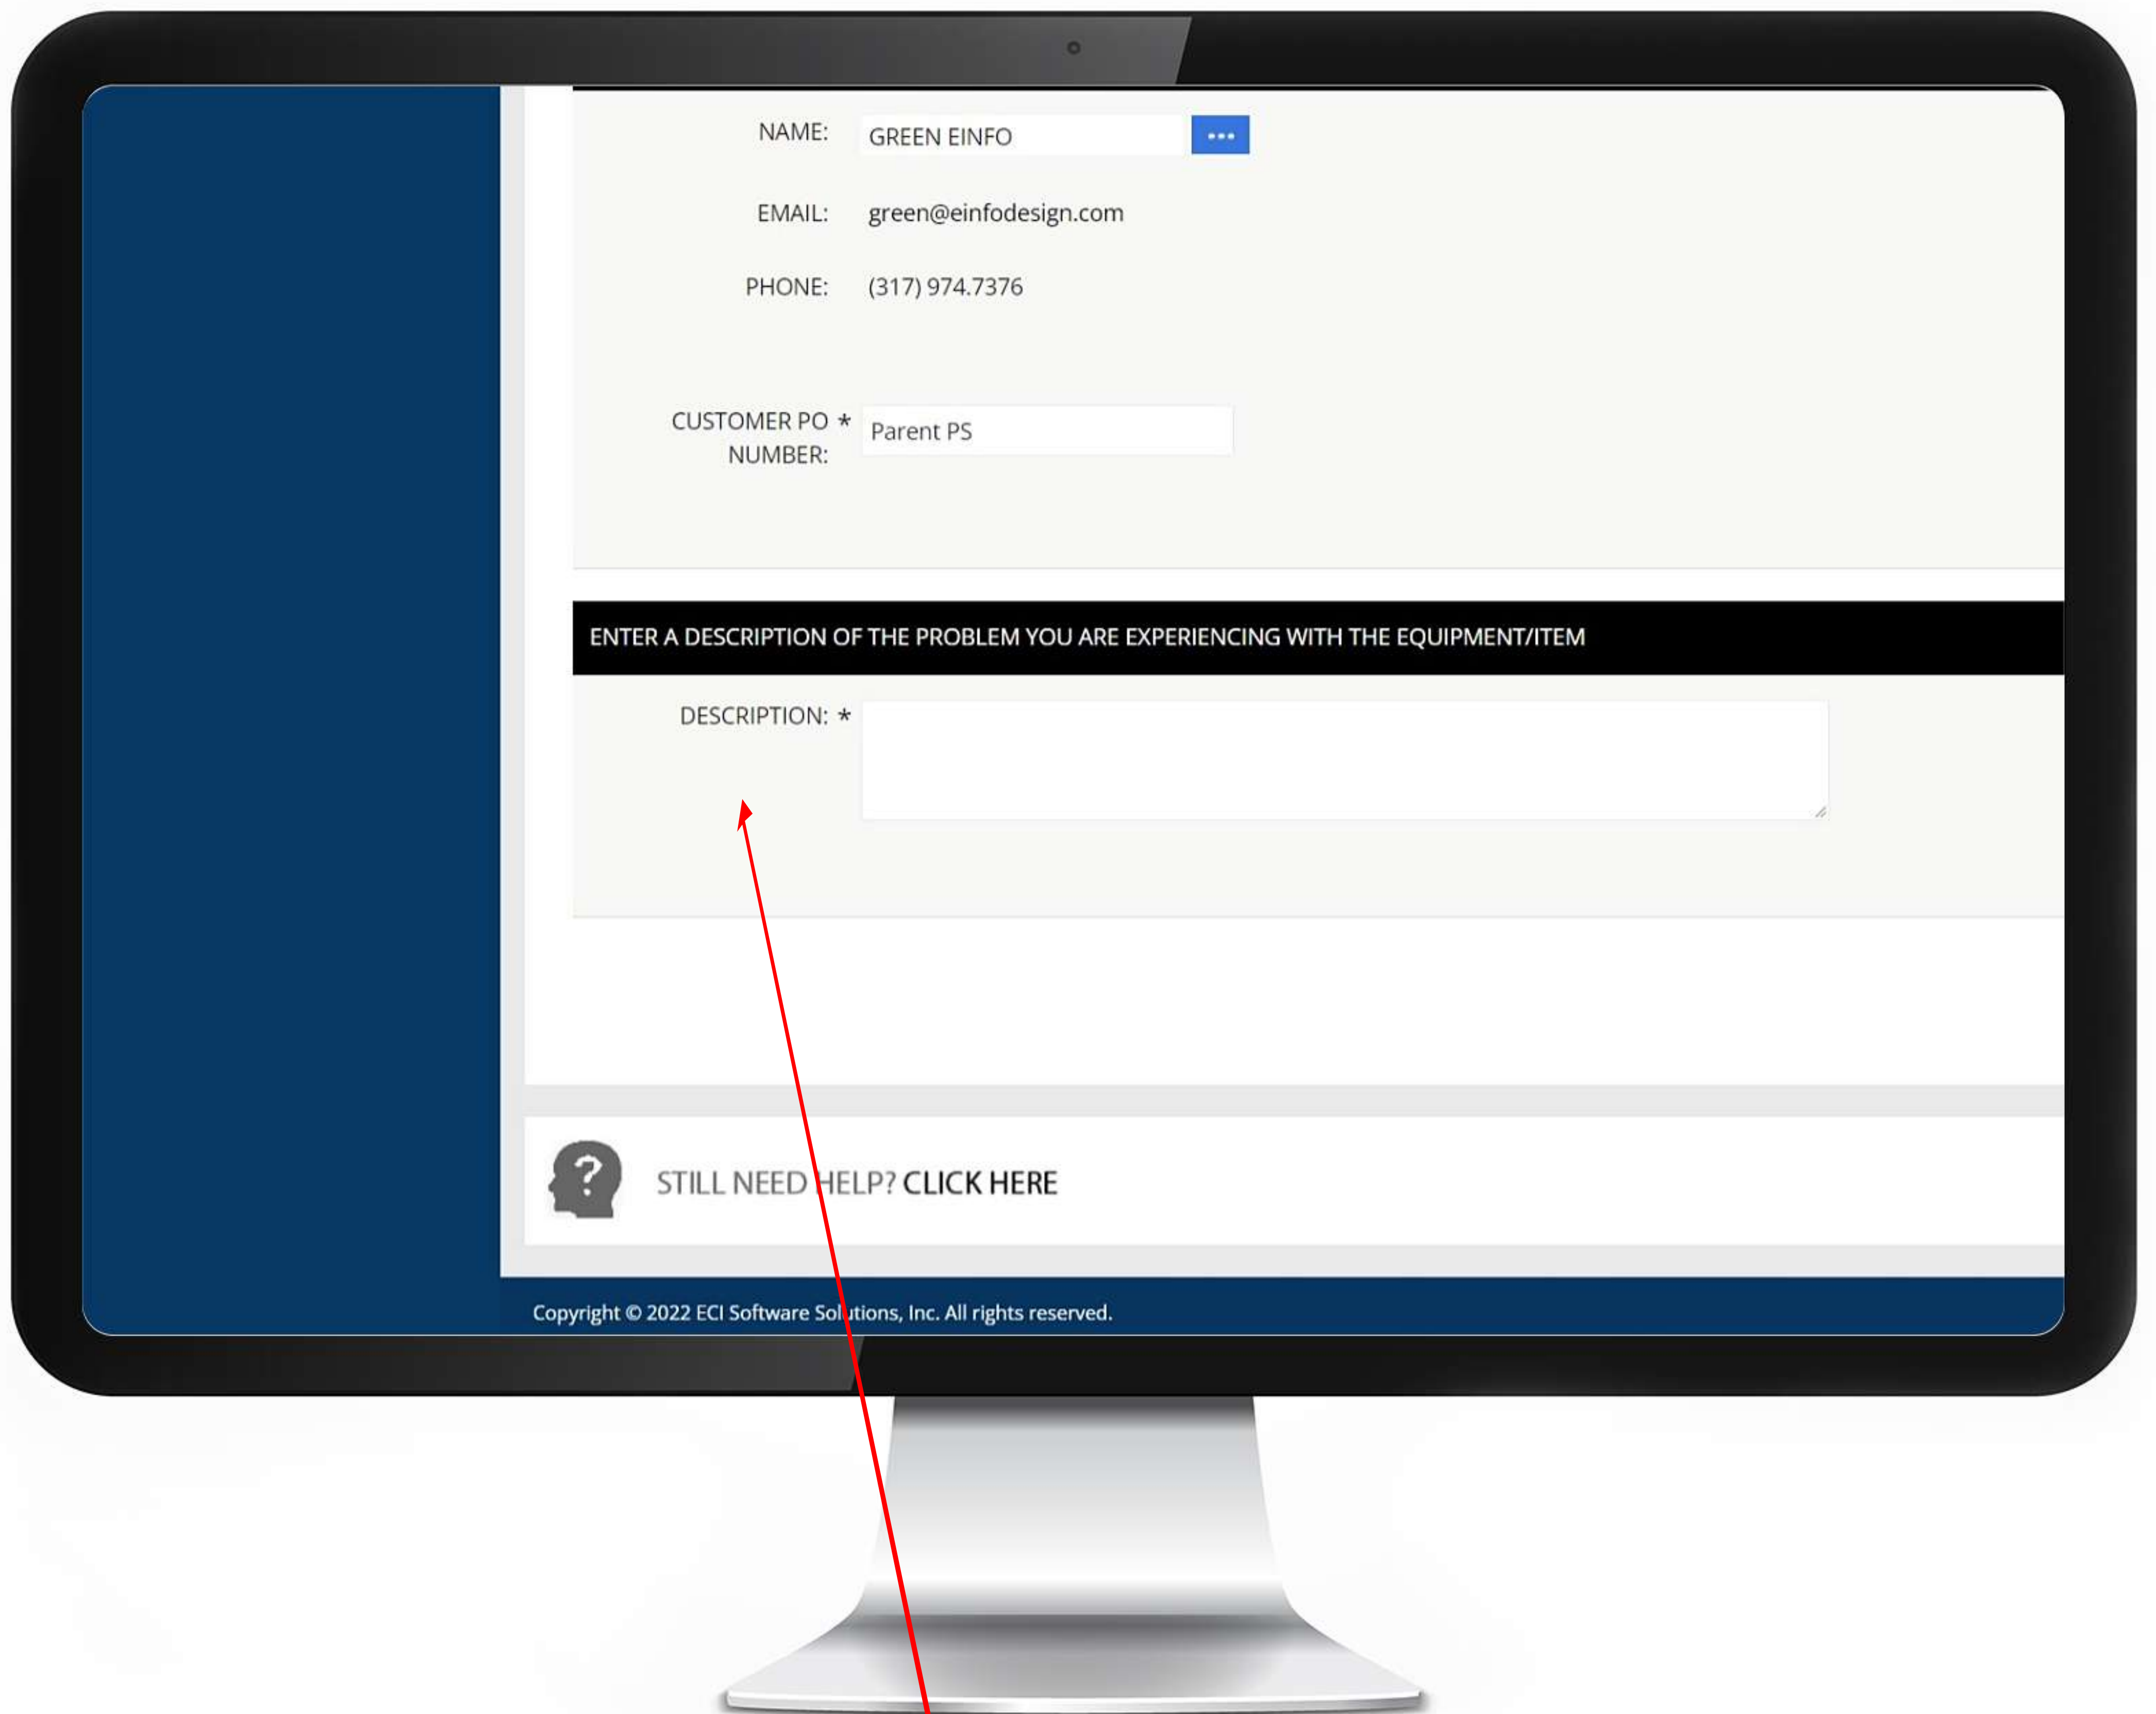 NAME: GREEN EINFO
EMAIL: green@einfodesign.com
PHONE: (317) 974.7376
CUSTOMER PO * Parent PS
NUMBER:
ENTER A DESCRIPTION OF THE PROBLEM YOU ARE EXPERIENCING WITH THE EQUIPMENT/ITEM
DESCRIPTION: *
?
STILL NEED HELP? CLICK HERE
Copyright © 2022 ECI Software Solutions, Inc. All rights reserved.